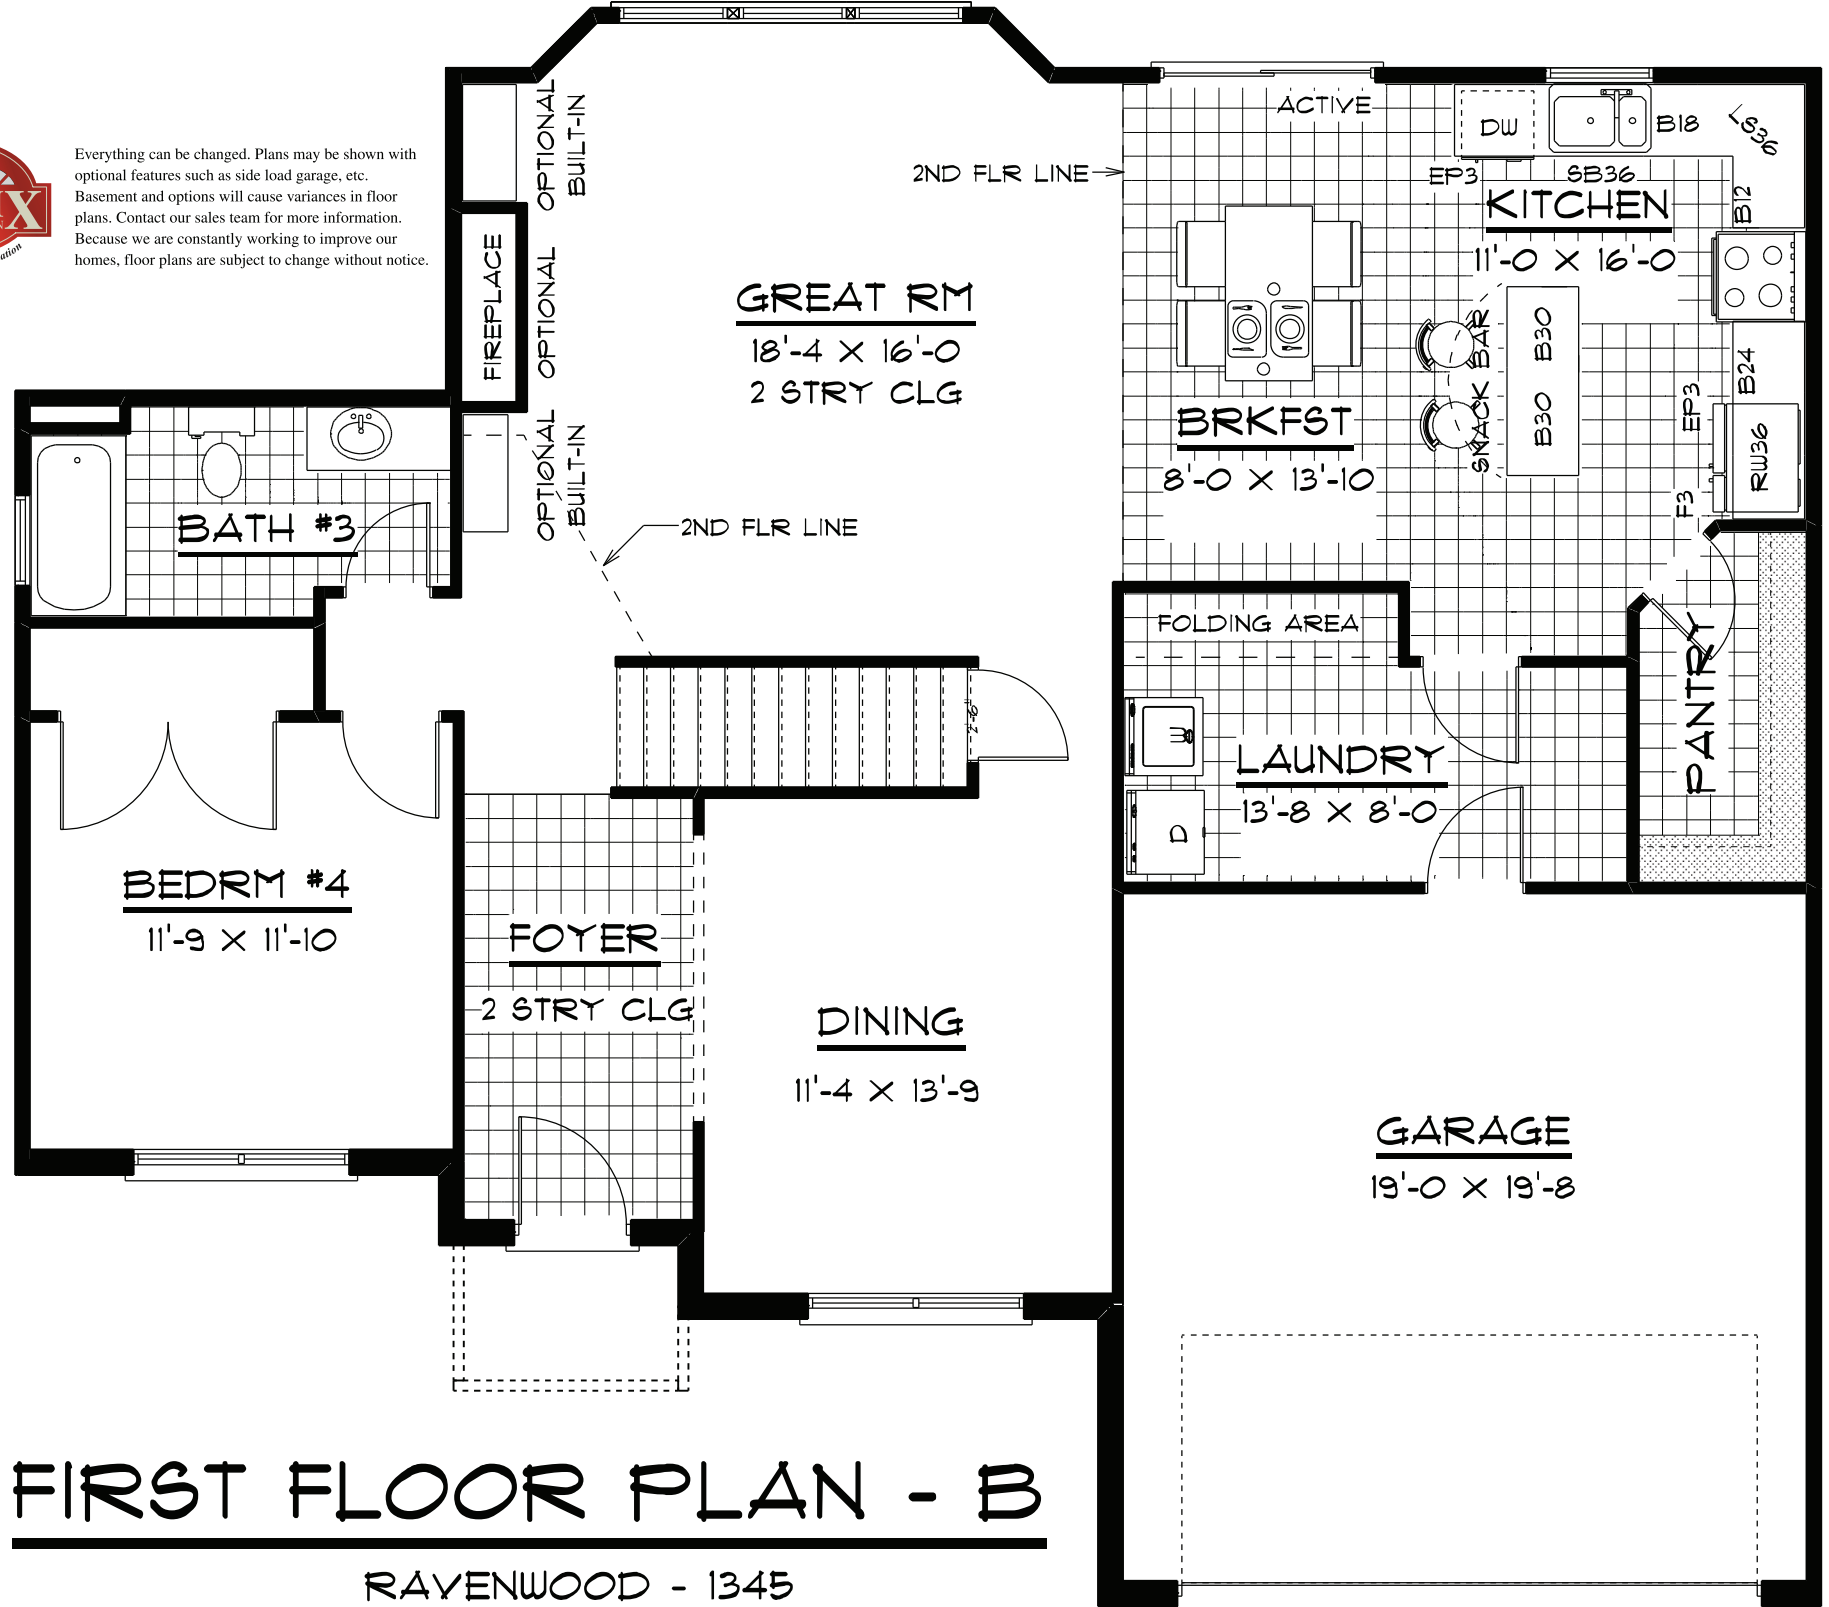 Everything can be changed. Plans may be shown with
optional features such as side load garage, etc.
Basement and options will cause variances in floor
plans. Contact our sales team for more information.
Because we are constantly working to improve our
homes, floor plans are subject to change without notice.
X
OPTIONAL
BUILT-IN
FIREPLACE
OPTIONAL
OPTIONAL
BUILT-IN
GREAT RM
18'-4 X 16'-0
2 STRY CLG
2ND FLR LINE
2ND FLR LINE
ACTIVE
DW
B18
LS36
EP3
SB36
KITCHEN
11'-0 X 16'-0
B12
SNACK BAR
B30
B30
B24
EP3
RW36
F3
BRKFST
8'-0 X 13'-10
BATH #3
FOLDING AREA
PANTRY
2'-6"
W
D
LAUNDRY
13'-8 X 8'-0
BEDRM #4
11'-9 X 11'-10
FOYER
2 STRY CLG
DINING
11'-4 X 13'-9
GARAGE
19'-0 X 19'-8
FIRST FLOOR PLAN - B
RAVENWOOD - 1345